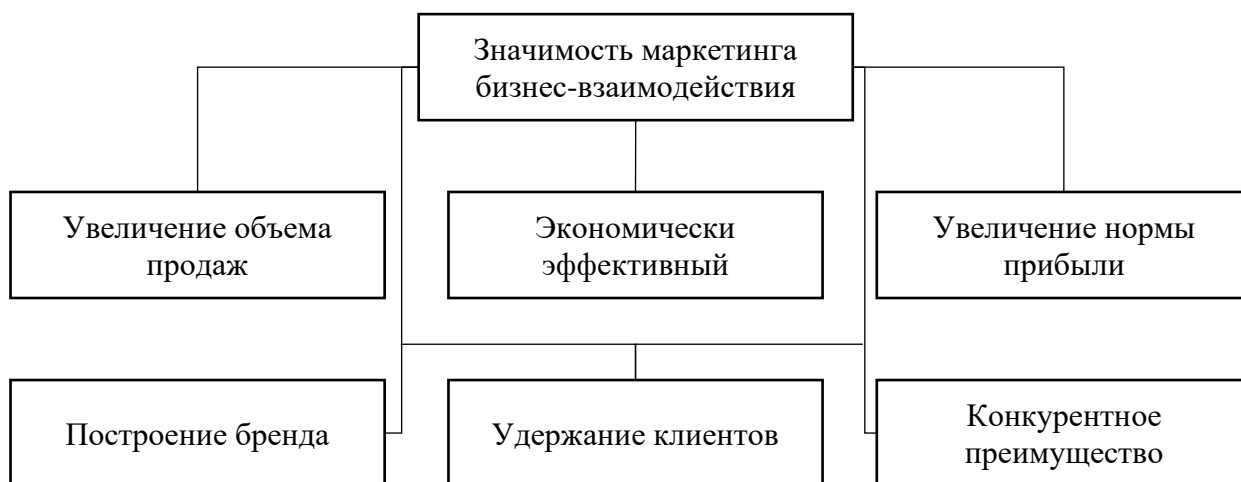 Значимость маркетинга
бизнес-взаимодействия
Увеличение объема
продаж
Экономически
эффективный
Увеличение нормы
прибыли
Построение бренда
Удержание клиентов
Конкурентное
преимущество